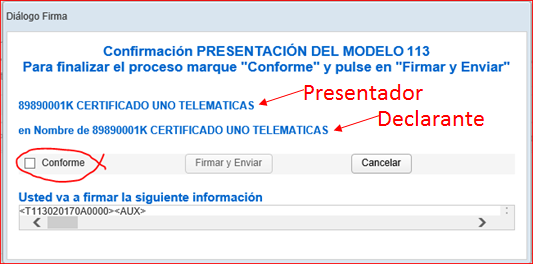 Diálogo Firma
Confirmación PRESENTACIÓN DEL MODELO 113
Para finalizar el proceso marque "Conforme" y pulse en "Firmar y Enviar"
89890001K CERTIFICADO UNO TELEMATICAS
Presentador
en Nombre de 89890001K CERTIFICADO UNO TELEMATICAS
Declarante
Conforme
Firmar y Enviar
Cancelar
Usted va a firmar la siguiente información
<T113020170A0000><AUX>